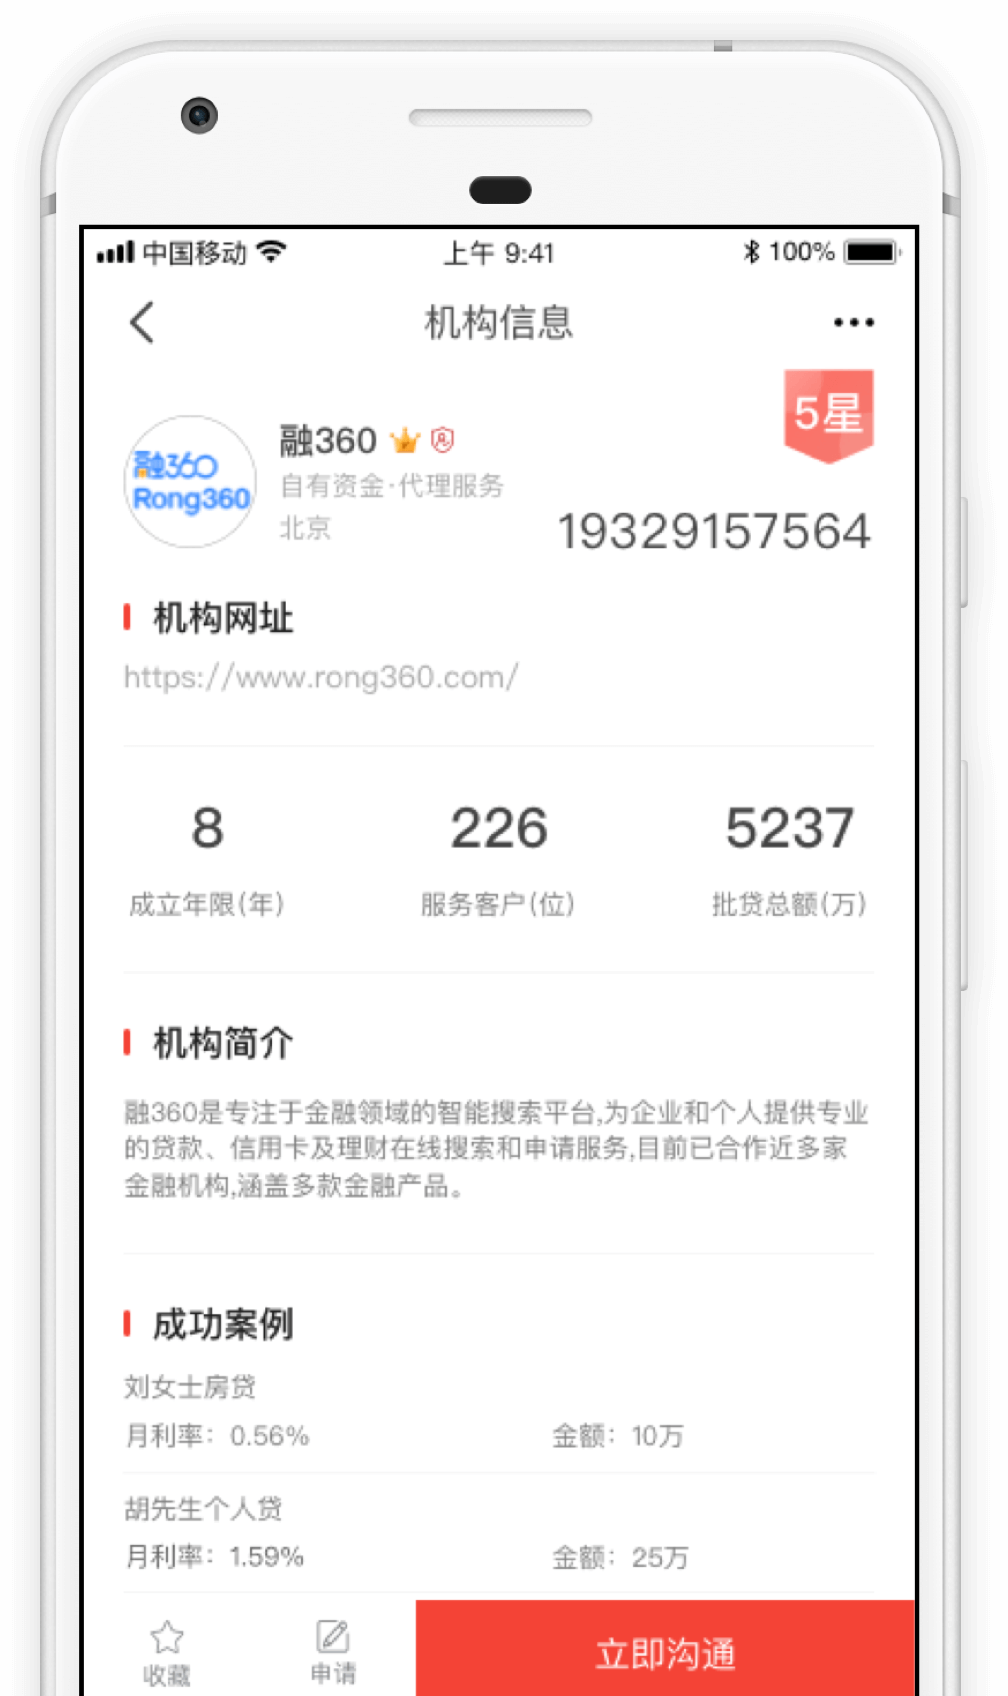 中国移动
上午 9:41
100%
机构信息
5星
融360
融360
Rong360
自有资金·代理服务
北京
19329157564
机构网址
https://www.rong360.com/
8
226
5237
成立年限(年)
服务客户(位)
批贷总额(万)
机构简介
融360是专注于金融领域的智能搜索平台,为企业和个人提供专业
的贷款、信用卡及理财在线搜索和申请服务,目前已合作近多家
金融机构,涵盖多款金融产品。
成功案例
刘女士房贷
月利率：0.56%
金额：10万
胡先生个人贷
月利率：1.59%
金额：25万
收藏
申请
立即沟通